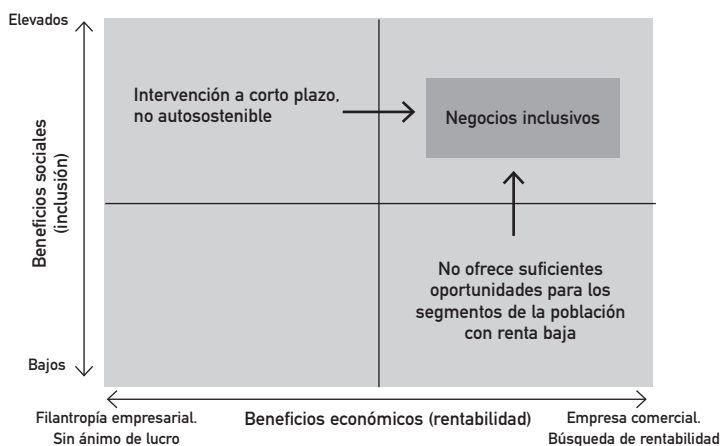 Elevados
Intervención a corto plazo,
no autosostenible
Negocios inclusivos
Beneficios sociales
(inclusión)
No ofrece suficientes
oportunidades para los
segmentos de la población
con renta baja
Bajos
Filantropía empresarial.
Sin ánimo de lucro
Beneficios económicos (rentabilidad)
Empresa comercial.
Búsqueda de rentabilidad